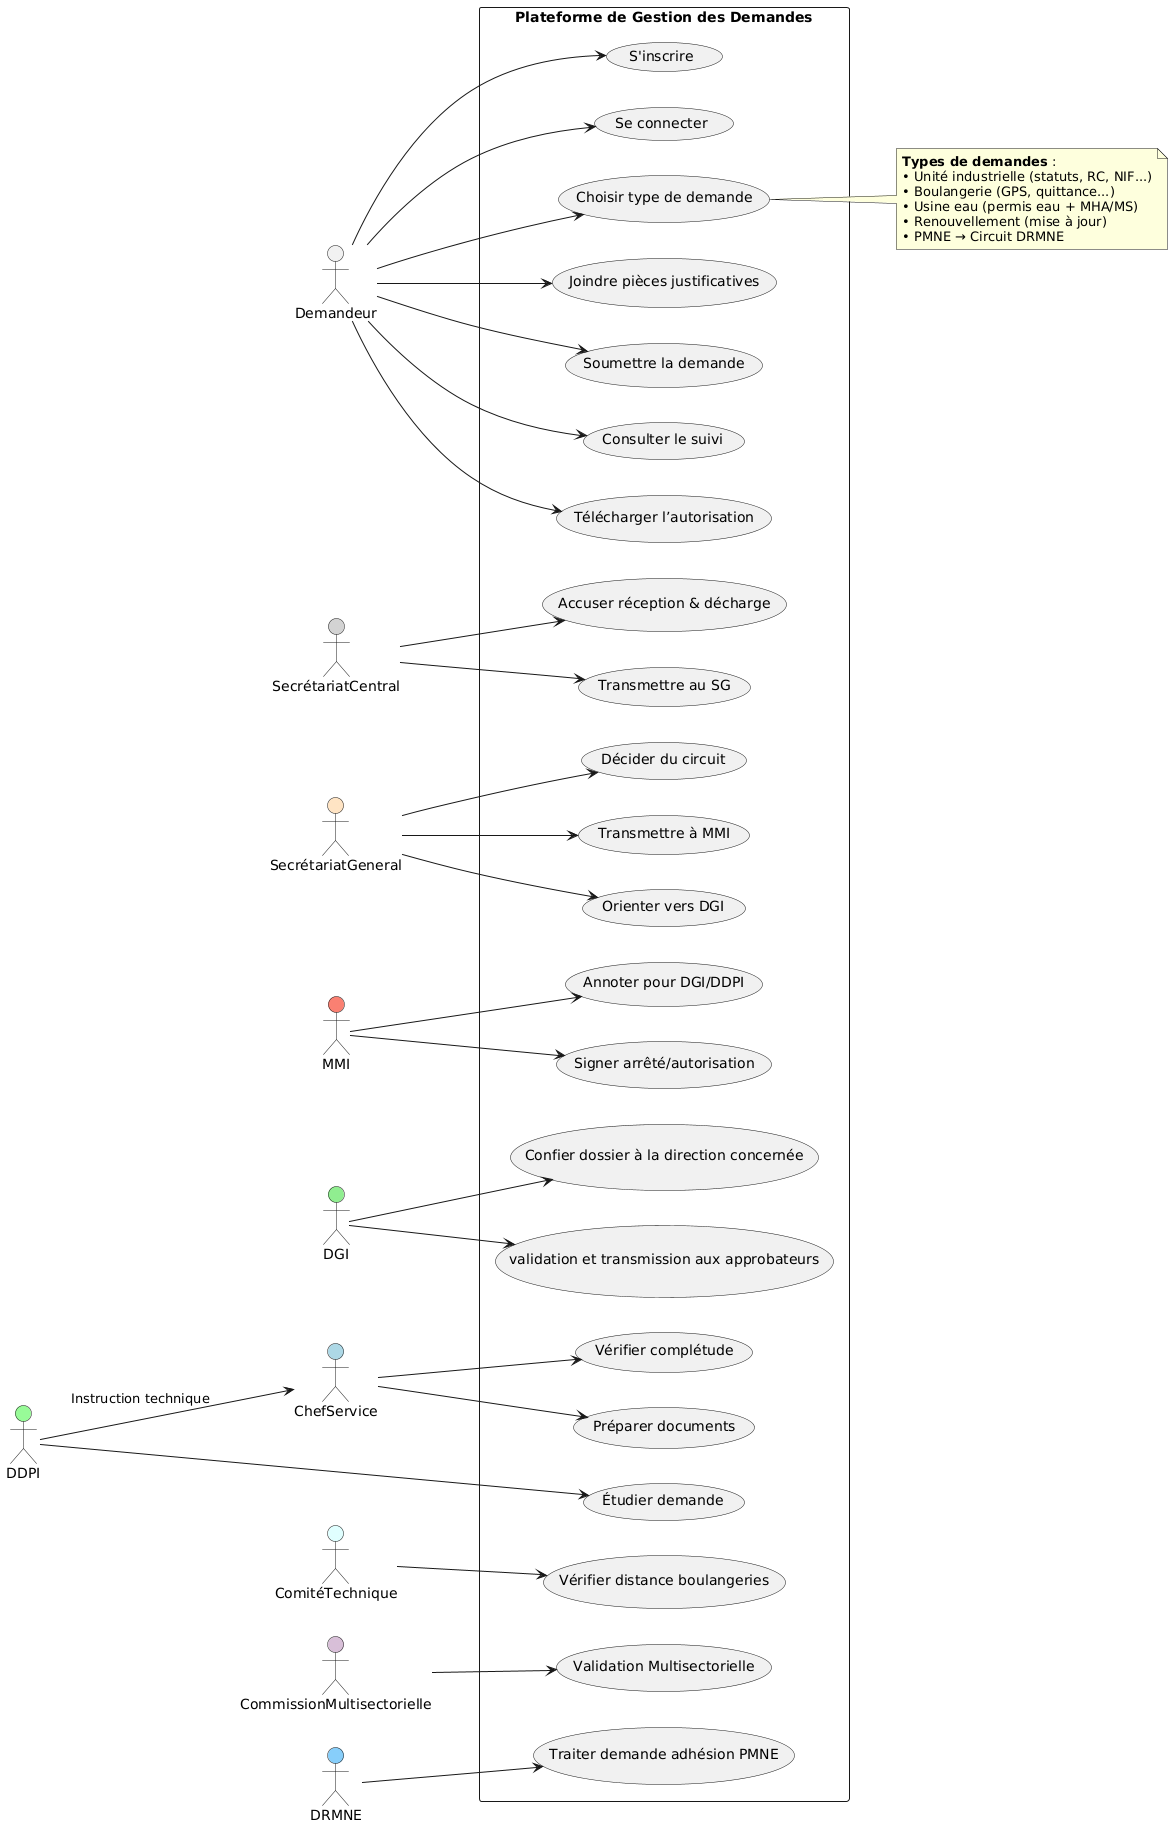 Plateforme de Gestion des Demandes
S'inscrire
Se connecter
Choisir type de demande
Types de demandes :
• Unité industrielle (statuts, RC, NIF...)
• Boulangerie (GPS, quittance...)
• Usine eau (permis eau + MHA/MS)
• Renouvellement (mise à jour)
• PMNE → Circuit DRMNE
Joindre pièces justificatives
Demandeur
Soumettre la demande
Consulter le suivi
Télécharger l’autorisation
Accuser réception & décharge
SecrétariatCentral
Transmettre au SG
Décider du circuit
Transmettre à MMI
SecrétariatGeneral
Orienter vers DGI
Annoter pour DGI/DDPI
MMI
Signer arrêté/autorisation
Confier dossier à la direction concernée
DGI
validation et transmission aux approbateurs
Vérifier complétude
Instruction technique
ChefService
Préparer documents
DDPI
Étudier demande
Vérifier distance boulangeries
ComitéTechnique
Validation Multisectorielle
CommissionMultisectorielle
Traiter demande adhésion PMNE
DRMNE